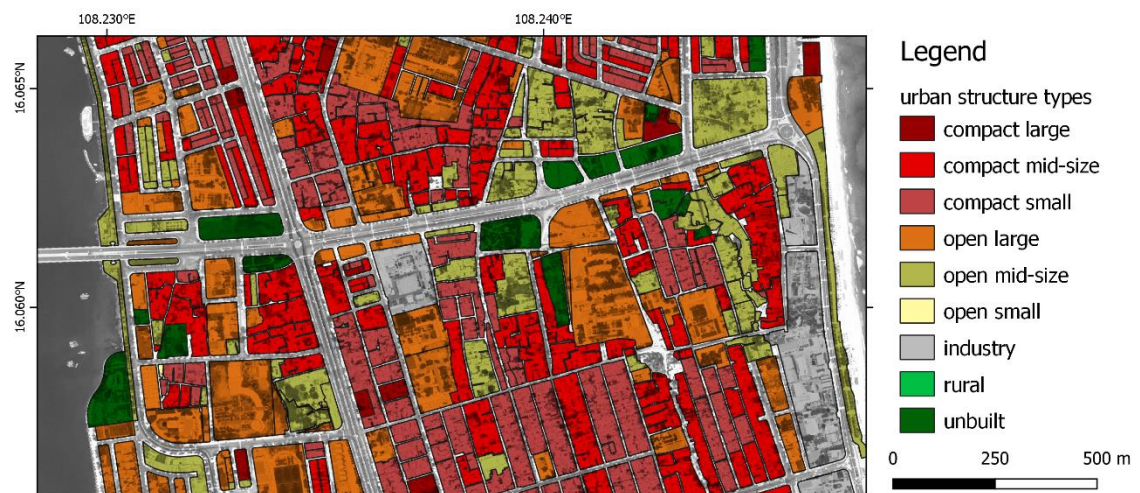 108.230°E
108.240°E
16.065°N
16.060°N
Legend
urban structure types
compact large
compact mid-size
compact small
open large
open mid-size
open small
industry
rural
unbuilt
0 250 500 m